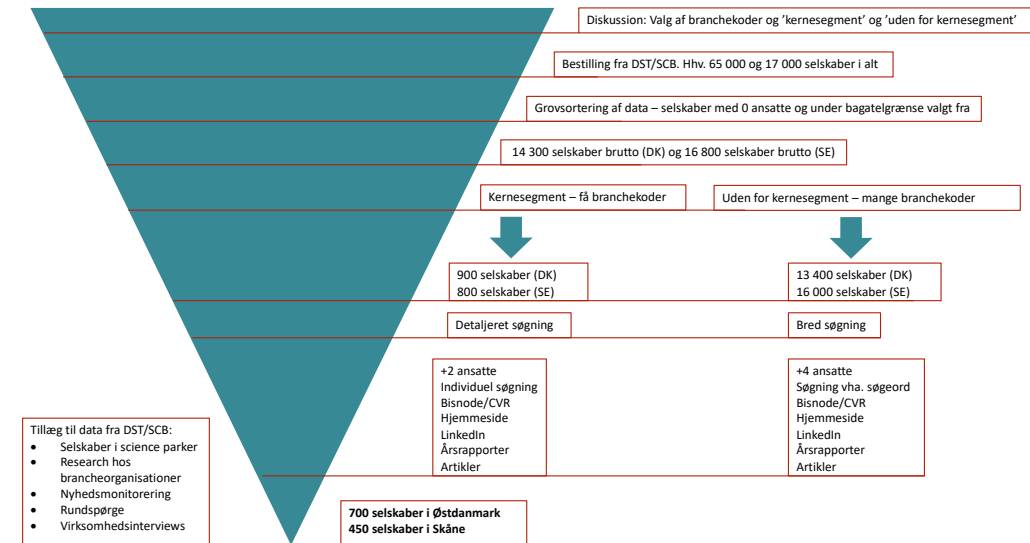 Diskussion: Valg af branchekoder og 'kernesegment' og 'uden for kernesegment'
Bestilling fra DST/SCB. Hhv. 65 000 og 17 000 selskaber i alt
Grovsortering af data – selskaber med 0 ansatte og under bagatelgrænse valgt fra
14 300 selskaber brutto (DK) og 16 800 selskaber brutto (SE)
Kernesegment – få branchekoder
Uden for kernesegment – mange branchekoder
900 selskaber (DK)
800 selskaber (SE)
13 400 selskaber (DK)
16 000 selskaber (SE)
Detaljeret søgning
Bred søgning
+2 ansatte
Individuel søgning
Bisnode/CVR
Hjemmeside
LinkedIn
Årsrapporter
Artikler
+4 ansatte
Søgning vha. søgeord
Bisnode/CVR
Hjemmeside
LinkedIn
Årsrapporter
Artikler
Tillæg til data fra DST/SCB:
• Selskaber i science parker
• Research hos
brancheorganisationer
• Nyhedsmonitorering
• Rundspørge
• Virksomhedsinterviews
700 selskaber i Østdanmark
450 selskaber i Skåne